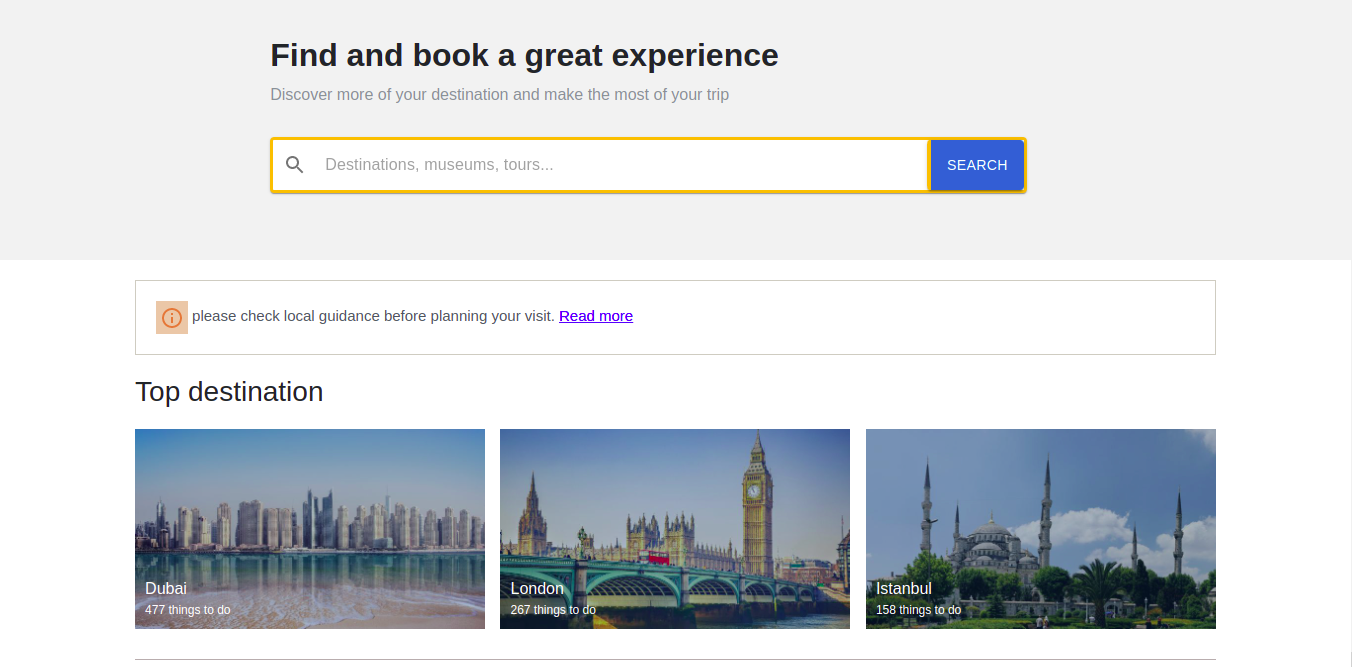 Find and book a great experience
Discover more of your destination and make the most of your trip
Destinations, museums, tours...
SEARCH
please check local guidance before planning your visit. Read more
Top destination
Dubai
477 things to do
London
267 things to do
Istanbul
158 things to do